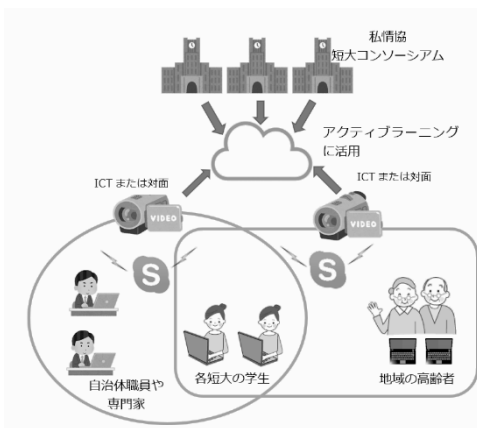 私情協
短大コンソーシアム
アクティブラーニング
に活用
ICT または対面
ICT または対面
VIDEO
VIDEO
S
S
自治体職員や
専門家
各短大の学生
地域の高齢者